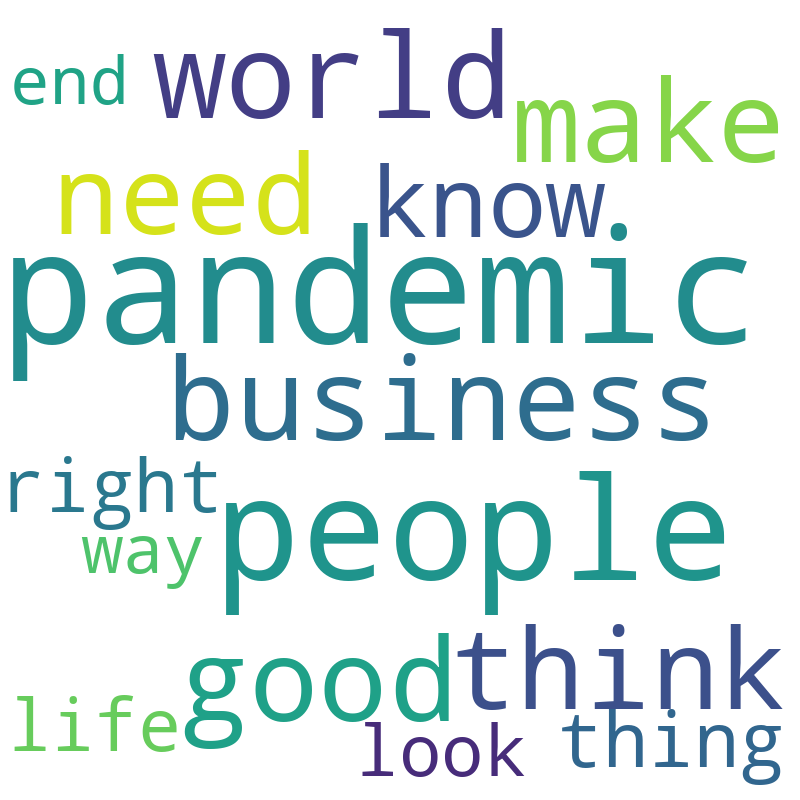 end world
make
need know
pandemic
business
right
way people
good think
life look thing